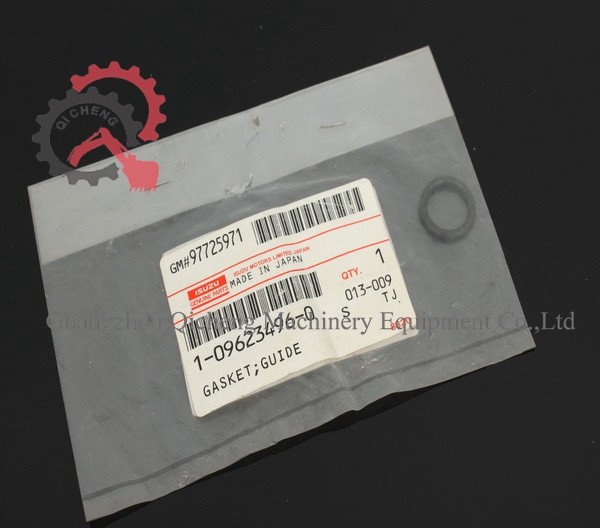 QICHENG
GM#97725971
ISUZU
GENUINE PARTS
ISUZU MOTORS LIMITED JAPAN
MADE IN JAPAN
QTY. 1
013-009
S TJ
1-09623496-0
GASKET;GUIDE
Guangzhou Qicheng Machinery Equipment Co.,Ltd